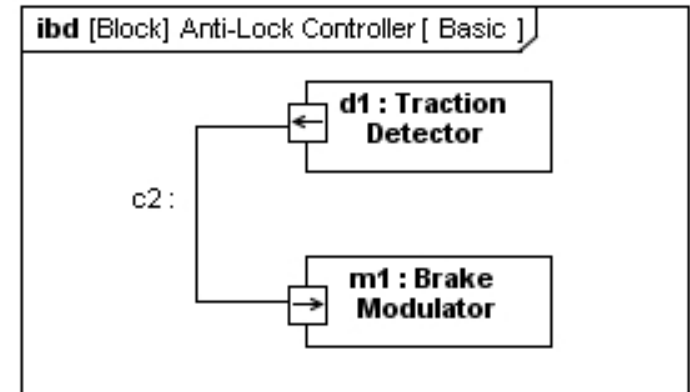 ibd [Block] Anti-Lock Controller [ Basic ]
d1 : Traction
Detector
c2 :
m1 : Brake
Modulator